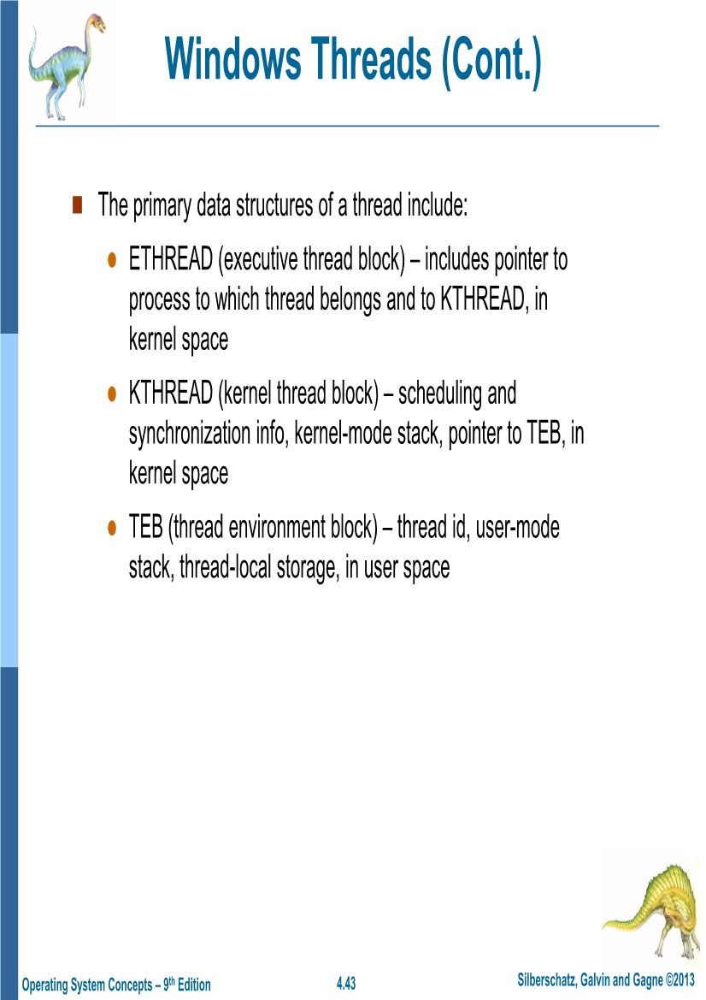 Windows Threads (Cont.)
The primary data structures of a thread include:
ETHREAD (executive thread block) – includes pointer to
process to which thread belongs and to KTHREAD, in
kernel space
KTHREAD (kernel thread block) – scheduling and
synchronization info, kernel-mode stack, pointer to TEB, in
kernel space
TEB (thread environment block) – thread id, user-mode
stack, thread-local storage, in user space
Operating System Concepts – 9th Edition
4.43
Silberschatz, Galvin and Gagne ©2013